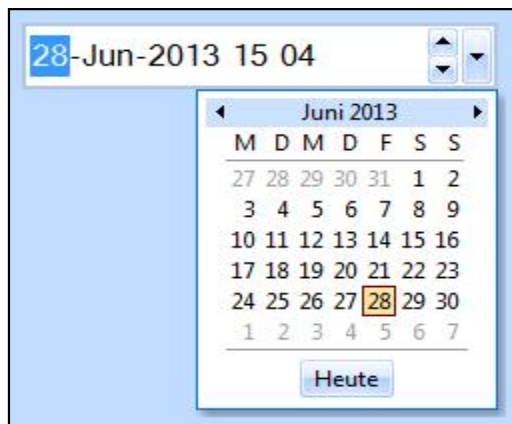 28-Jun-2013 15 04
Juni 2013
M D M D F S S
27 28 29 30 31 1 2
3 4 5 6 7 8 9
10 11 12 13 14 15 16
17 18 19 20 21 22 23
24 25 26 27 28 29 30
1 2 3 4 5 6 7
Heute